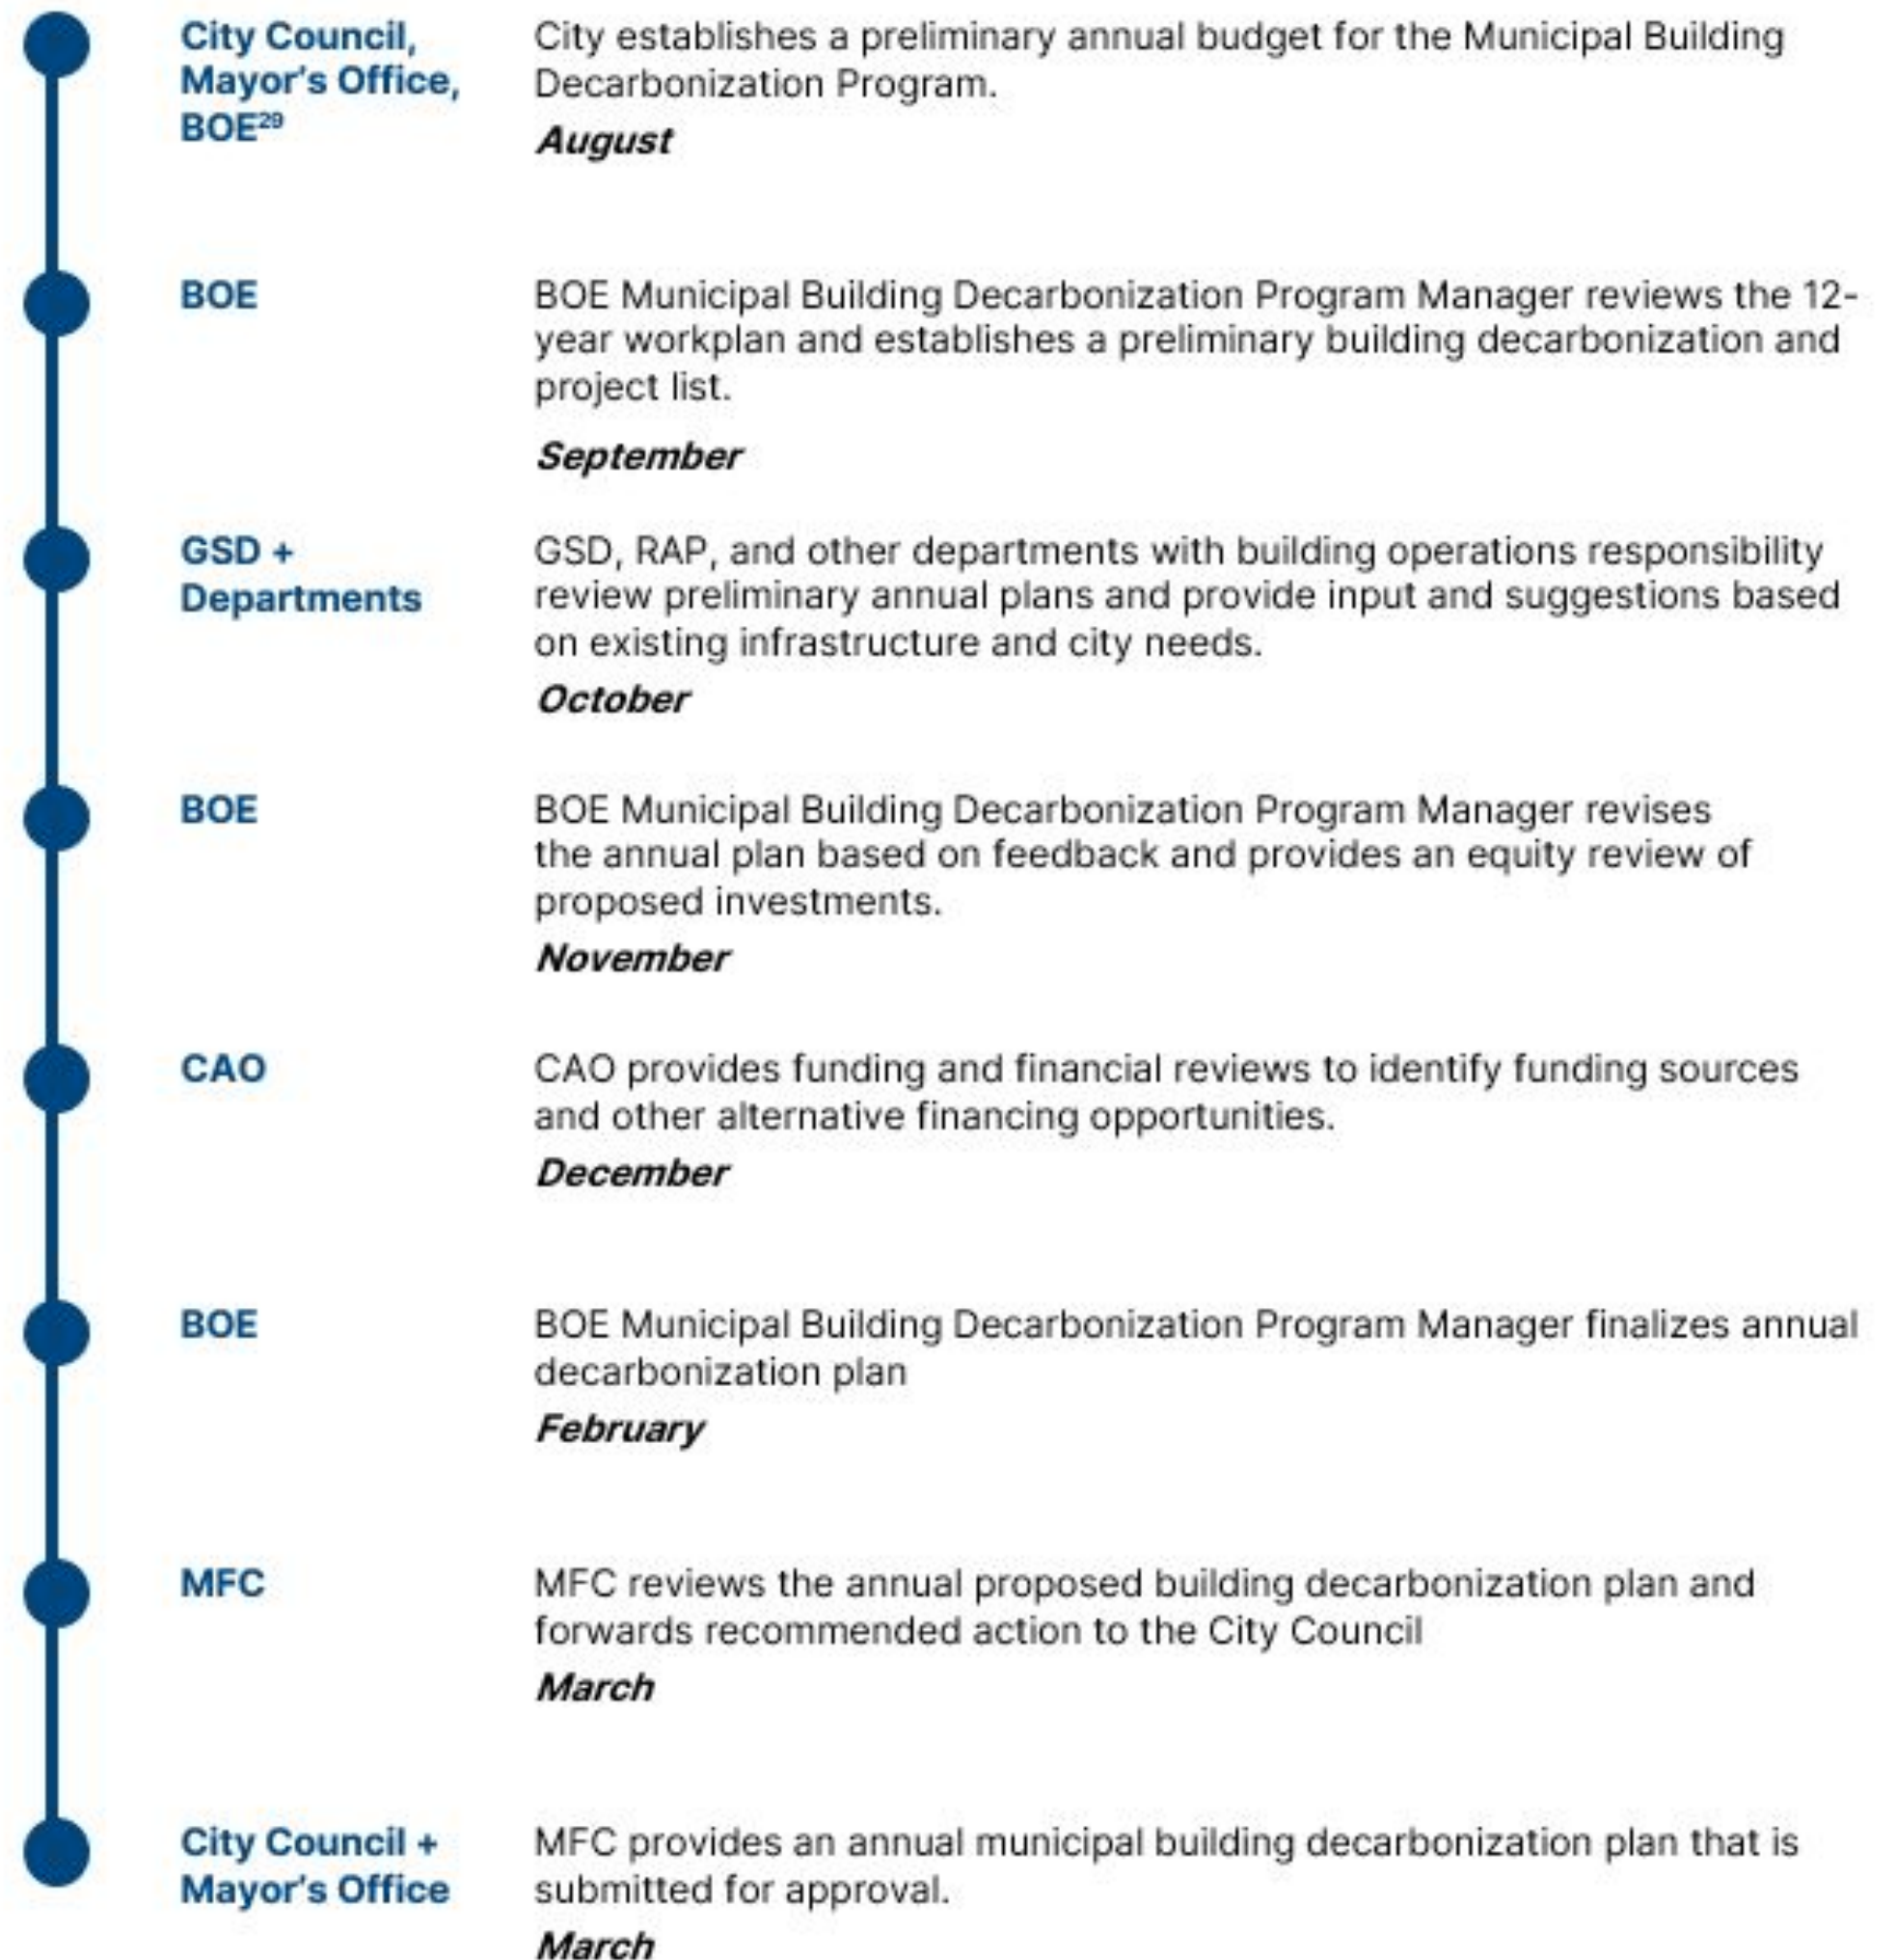 City Council,
Mayor's Office,
BOE29
City establishes a preliminary annual budget for the Municipal Building
Decarbonization Program.
August
BOE
BOE Municipal Building Decarbonization Program Manager reviews the 12-
year workplan and establishes a preliminary building decarbonization and
project list.
September
GSD +
Departments
GSD, RAP, and other departments with building operations responsibility
review preliminary annual plans and provide input and suggestions based
on existing infrastructure and city needs.
October
BOE
BOE Municipal Building Decarbonization Program Manager revises
the annual plan based on feedback and provides an equity review of
proposed investments.
November
CAO
CAO provides funding and financial reviews to identify funding sources
and other alternative financing opportunities.
December
BOE
BOE Municipal Building Decarbonization Program Manager finalizes annual
decarbonization plan
February
MFC
MFC reviews the annual proposed building decarbonization plan and
forwards recommended action to the City Council
March
City Council +
Mayor's Office
MFC provides an annual municipal building decarbonization plan that is
submitted for approval.
March